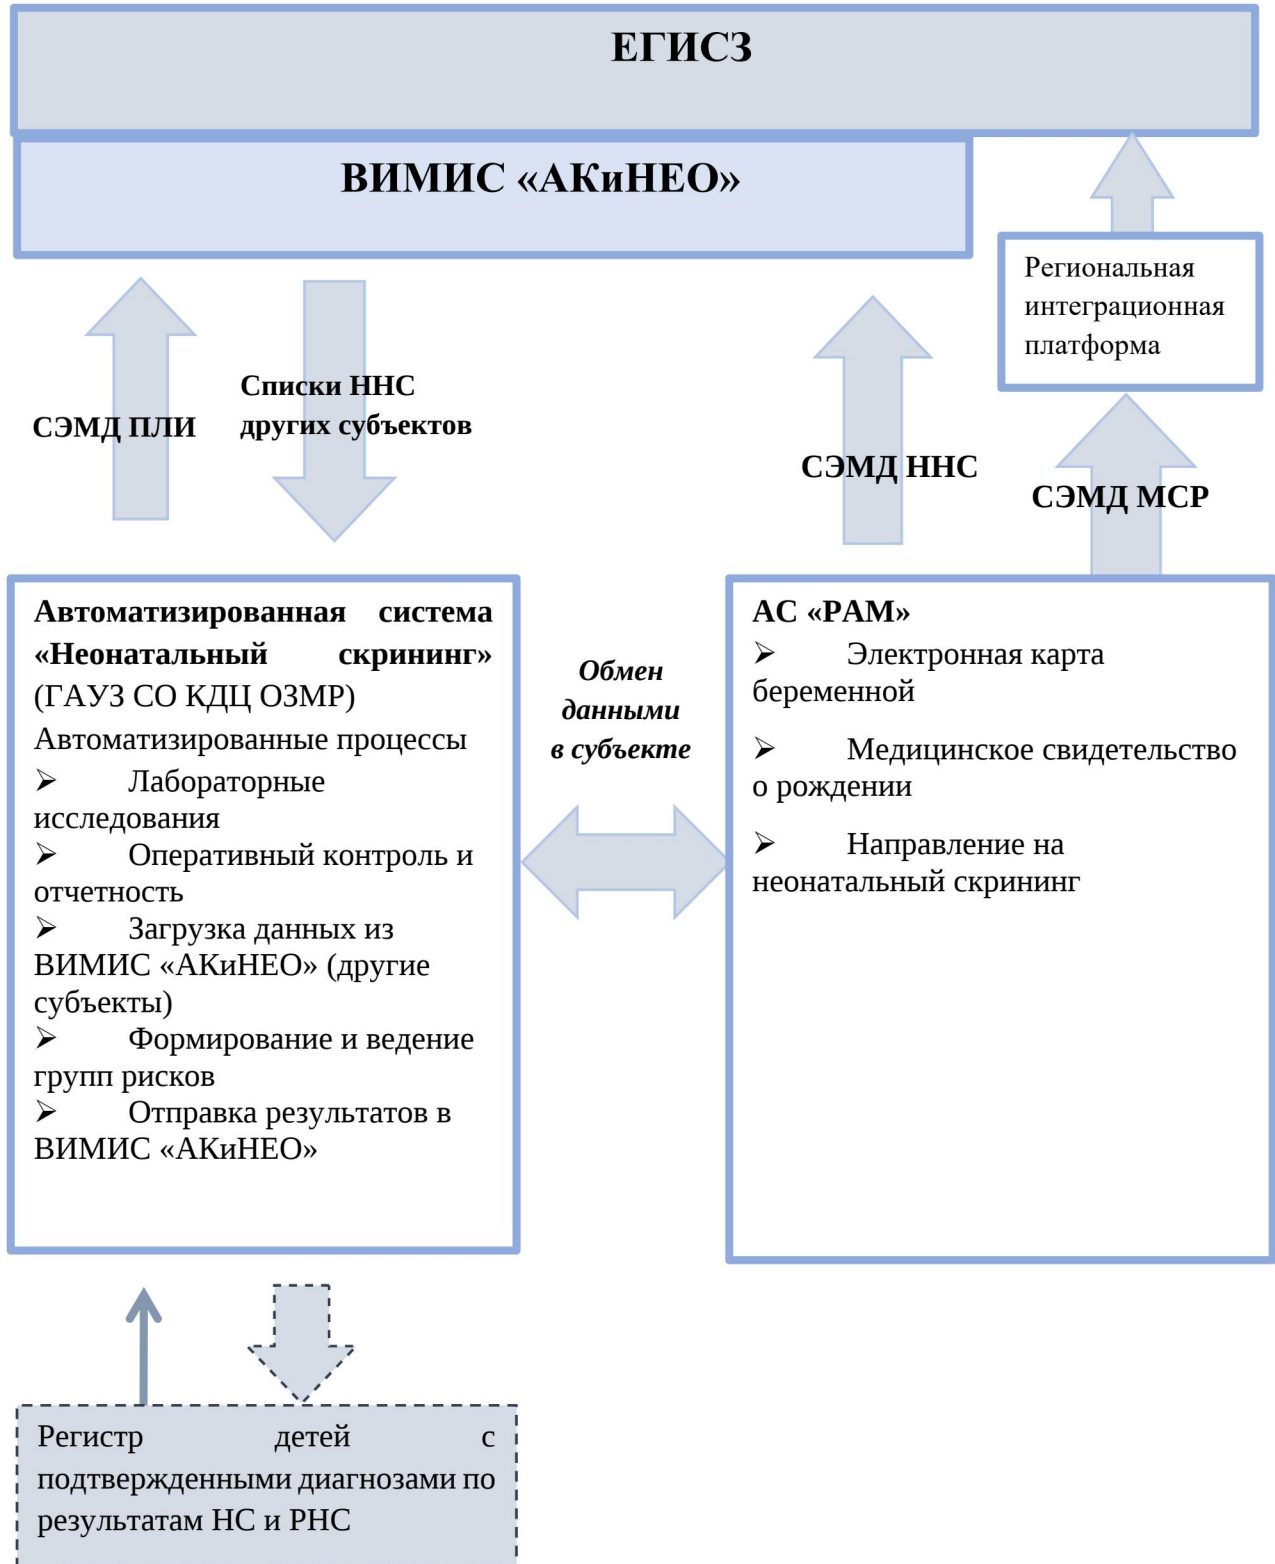 ЕГИСЗ
ВИМИС «АКиНЕО»
Региональная
интеграционная
платформа
СЭМД ПЛИ
Списки ННС
других субъектов
СЭМД ННС
СЭМД МСР
Автоматизированная система
«Неонатальный скрининг»
(ГАУЗ СО КДЦ ОЗМР)
Автоматизированные процессы
➢ Лабораторные
исследования
➢ Оперативный контроль и
отчетность
➢ Загрузка данных из
ВИМИС «АКиНЕО» (другие
субъекты)
➢ Формирование и ведение
групп рисков
➢ Отправка результатов в
ВИМИС «АКиНЕО»
Обмен
данными
в субъекте
АС «РАМ»
➢ Электронная карта
беременной
➢ Медицинское свидетельство
о рождении
➢ Направление на
неонатальный скрининг
Регистр детей с
подтвержденными диагнозами по
результатам НС и РНС